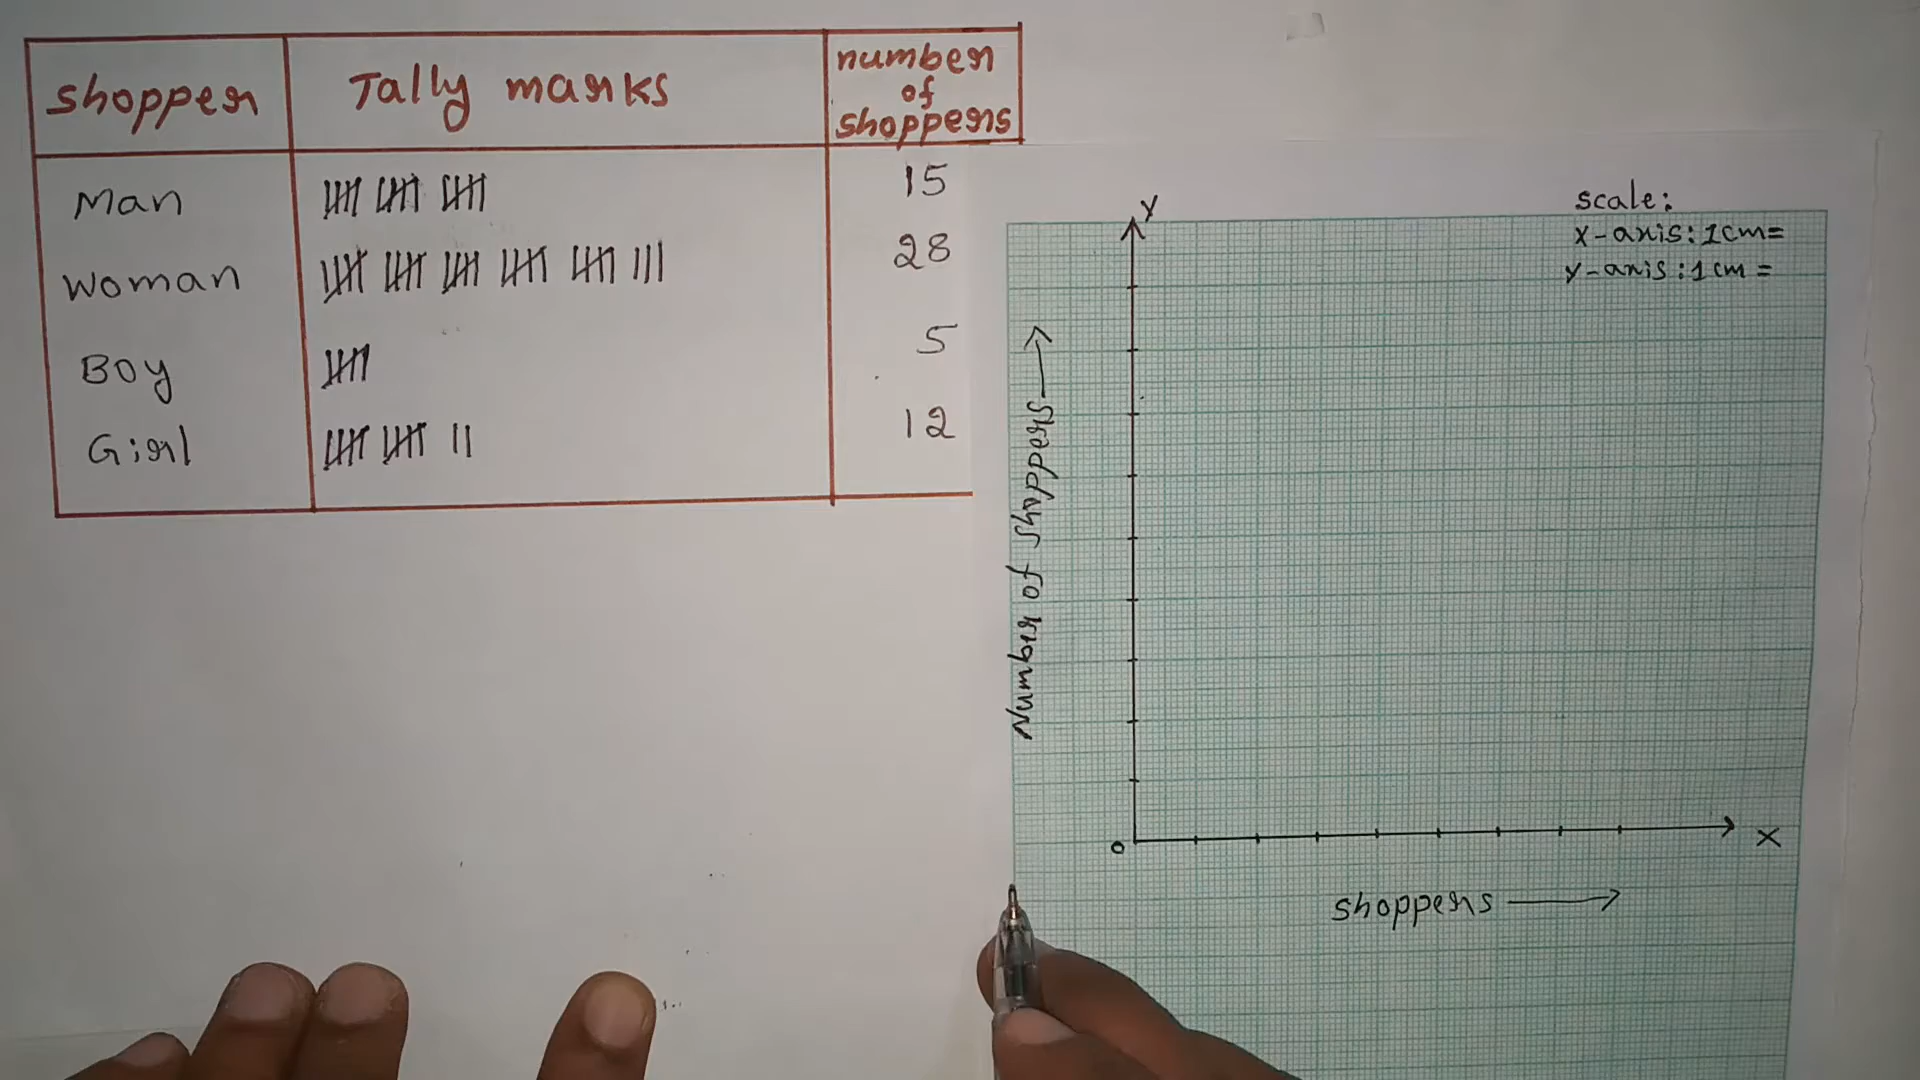 Shopper
Tally marks
number
of
shoppers
Man
15
Woman
28
Boy
5
Girl
12
Y
scale:
x-axis:1cm=
y-axis:1cm=
Number of shoppers
0
X
shoppers